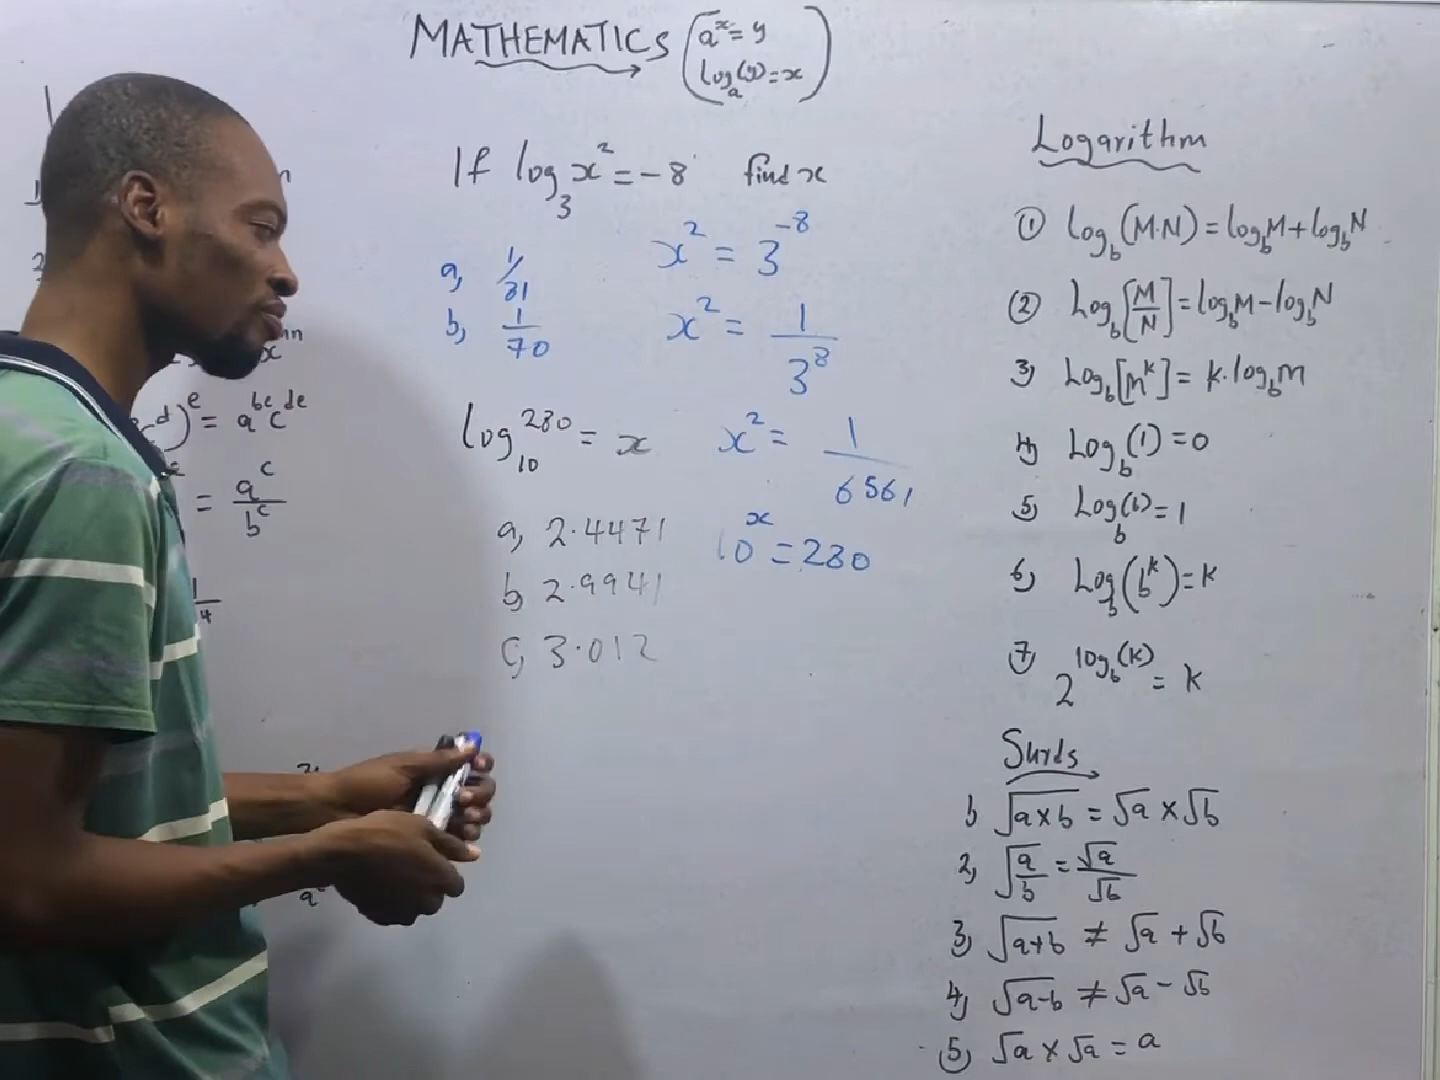 MATHEMATICS (a^x = y
log_a(y) = x)
If log_3 x^2 = -8 find x
a, 1/81
b, 1/70
x^2 = 3^-8
x^2 = 1/3^8
x^2 = 1/6561
log_10 280 = x
a, 2.4471
b, 2.9941
c, 3.012
10^x = 280
Logarithm
① log_b(M·N) = log_b M + log_b N
② Log_b[M/N] = log_b M - log_b N
3, Log_b[M^k] = k·log_b M
4, Log_b(1) = 0
5, Log_b(b) = 1
6, Log_b(b^k) = k
7, 2^log_b(k) = k
Surds
1, √(a×b) = √a × √b
2, √(a/b) = √a/√b
3, √(a+b) ≠ √a + √b
4, √(a-b) ≠ √a - √b
5, √a × √a = a
)^e = a^be c^de
= a^c/b^c